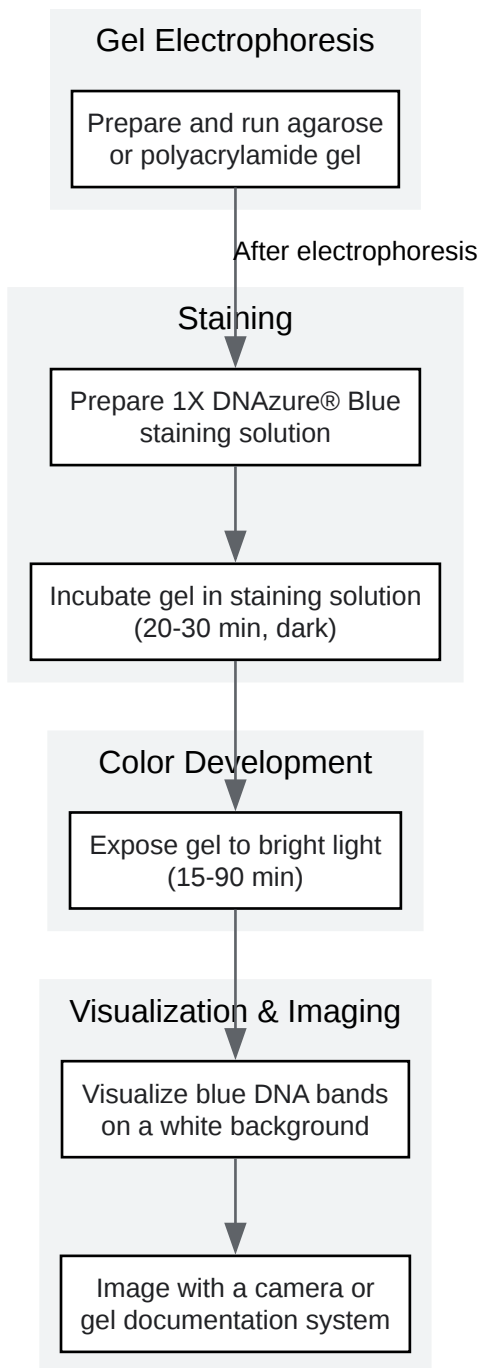 Gel Electrophoresis
Prepare and run agarose
or polyacrylamide gel
After electrophoresis
Staining
Prepare 1X DNAzure® Blue
staining solution
Incubate gel in staining solution
(20-30 min, dark)
Color Development
Expose gel to bright light
(15-90 min)
Visualization & Imaging
Visualize blue DNA bands
on a white background
Image with a camera or
gel documentation system